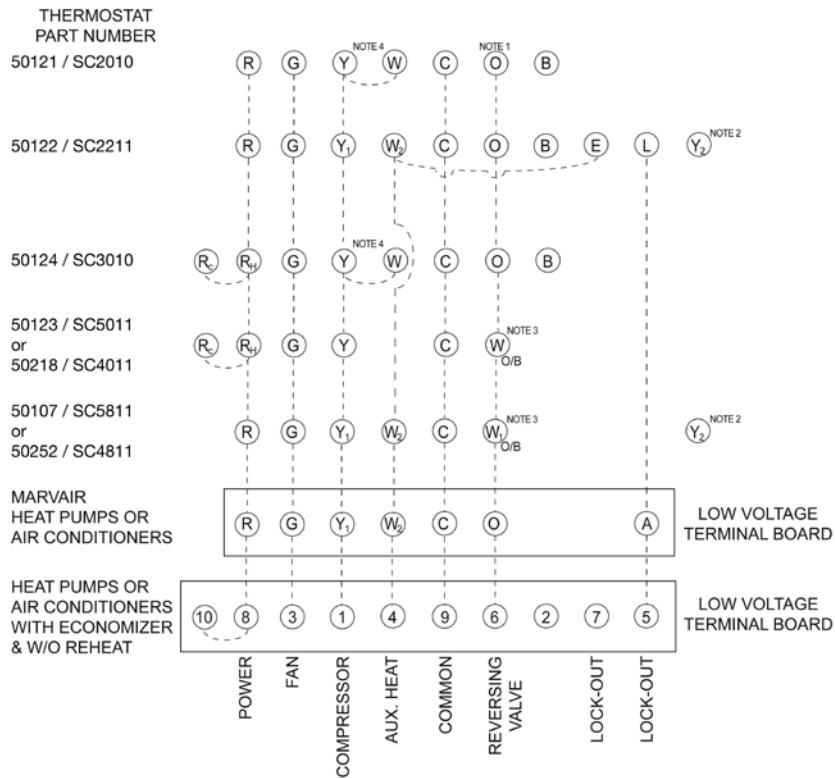 THERMOSTAT
PART NUMBER
50121 / SC2010 R G Y NOTE 4 W C NOTE 1 O B
50122 / SC2211 R G Y1 W2 C O B E L Y2 NOTE 2
50124 / SC3010 RC RH G Y NOTE 4 W C O B
50123 / SC5011
or
50218 / SC4011
RC RH G Y C W NOTE 3
O/B
50107 / SC5811
or
50252 / SC4811
R G Y1 W2 C W1 NOTE 3 Y2 NOTE 2
O/B
MARVAIR
HEAT PUMPS OR
AIR CONDITIONERS
R G Y1 W2 C O A
LOW VOLTAGE
TERMINAL BOARD
HEAT PUMPS OR
AIR CONDITIONERS
WITH ECONOMIZER
& W/O REHEAT
10 8 3 1 4 9 6 2 7 5
LOW VOLTAGE
TERMINAL BOARD
POWER
FAN
COMPRESSOR
AUX. HEAT
COMMON
REVERSING
VALVE
LOCK-OUT
LOCK-OUT